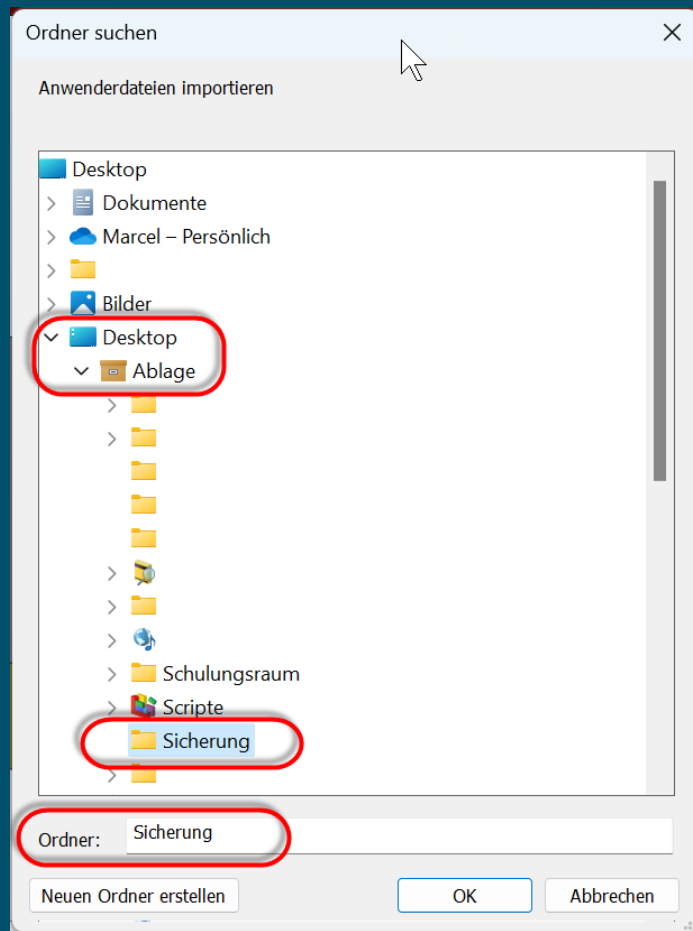 Ordner suchen
Anwenderdateien importieren
Desktop
Dokumente
Marcel – Persönlich
Bilder
Desktop
Ablage
Schulungsraum
Scripte
Sicherung
Ordner: Sicherung
Neuen Ordner erstellen OK Abbrechen